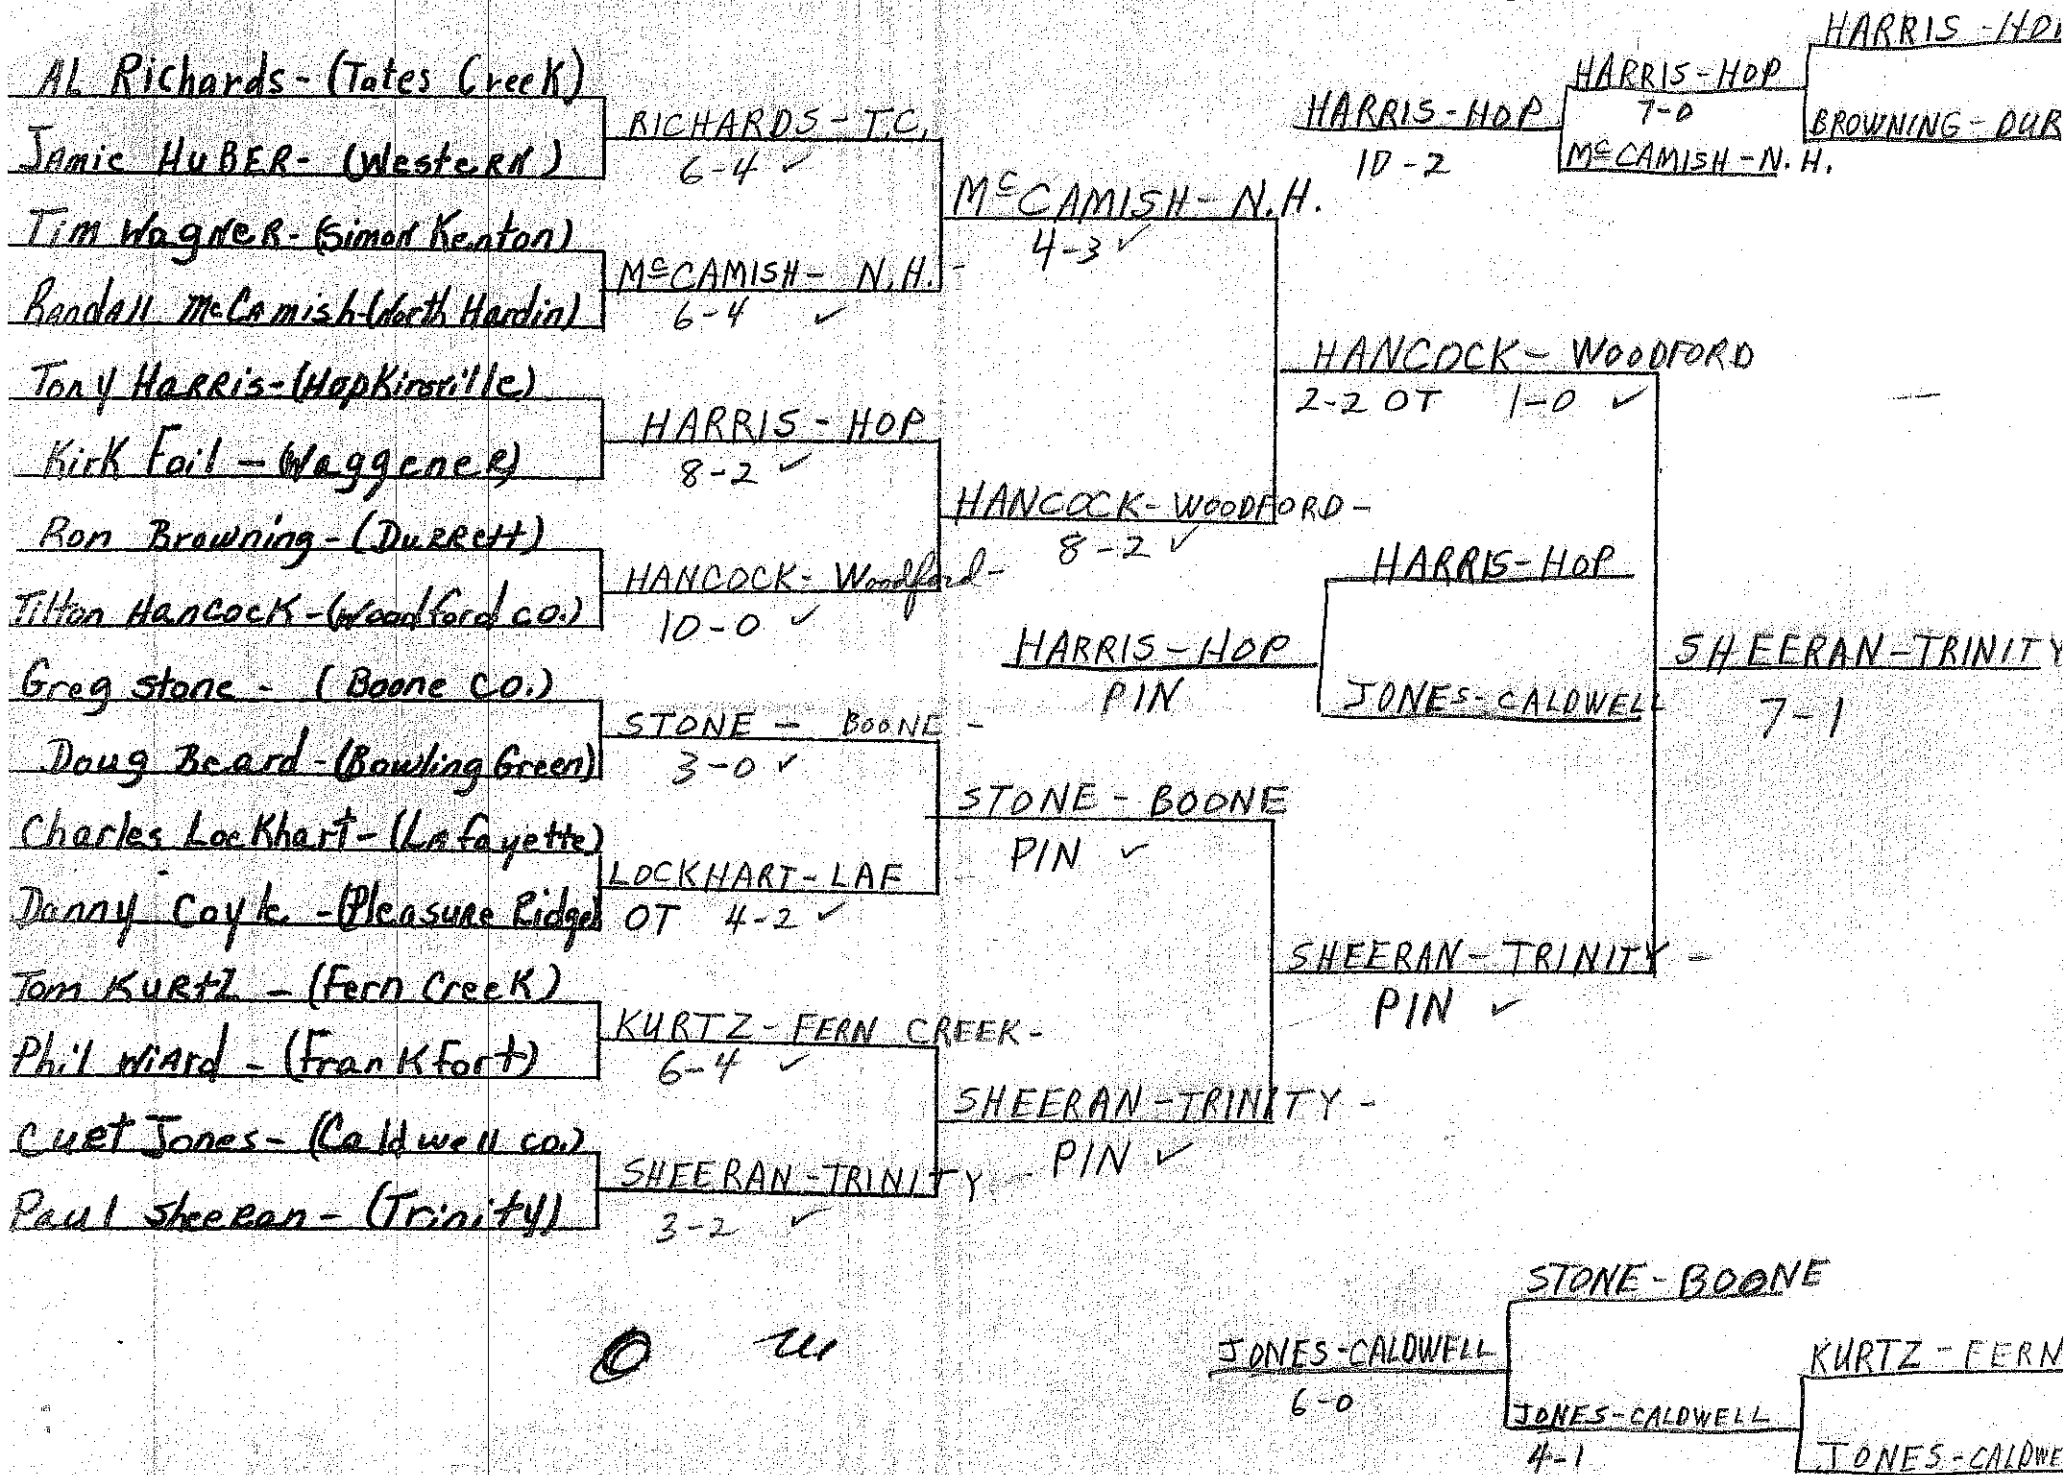 AL Richards - (Tates Creek)
Jamie HUBER - (Western)
Tim Wagner - (Simon Kenton)
Randall McCamish - (North Hardin)
Tony Harris - (Hopkinsville)
Kirk Foil - (Waggener)
Ron Browning - (Durrett)
Tilton Hancock - (Woodford co.)
Greg Stone - (Boone Co.)
Doug Beard - (Bowling Green)
Charles Lockhart - (Lafayette)
Danny Coyle - (Pleasure Ridge)
Tom Kurtz - (Fern Creek)
Phil Wiard - (Frankfort)
Curt Jones - (Caldwell co.)
Paul Sheeran - (Trinity)
RICHARDS - T.C.
6-4 ✓
McCAMISH - N.H. -
6-4 ✓
HARRIS - HOP
8-2 ✓
HANCOCK - Woodford -
10-0 ✓
STONE - BOONE -
3-0 ✓
LOCKHART - LAF -
OT 4-2 ✓
KURTZ - FERN CREEK -
6-4 ✓
SHEERAN - TRINITY -
3-2 ✓
McCAMISH - N.H.
4-3 ✓
HANCOCK - WOODFORD -
8-2 ✓
STONE - BOONE
PIN ✓
SHEERAN - TRINITY -
PIN ✓
HANCOCK - WOODFORD
2-2 OT 1-0 ✓
SHEERAN - TRINITY -
PIN ✓
SHEERAN - TRINITY
7-1
HARRIS - HOP
JONES - CALDWELL
HARRIS - HOP
PIN
HARRIS - HO
BROWNING - DUR
HARRIS - HOP
7-0
McCAMISH - N.H.
HARRIS - HOP
10-2
STONE - BOONE
JONES - CALDWELL
4-1
JONES - CALDWELL
6-0
KURTZ - FERN
JONES - CALDWE